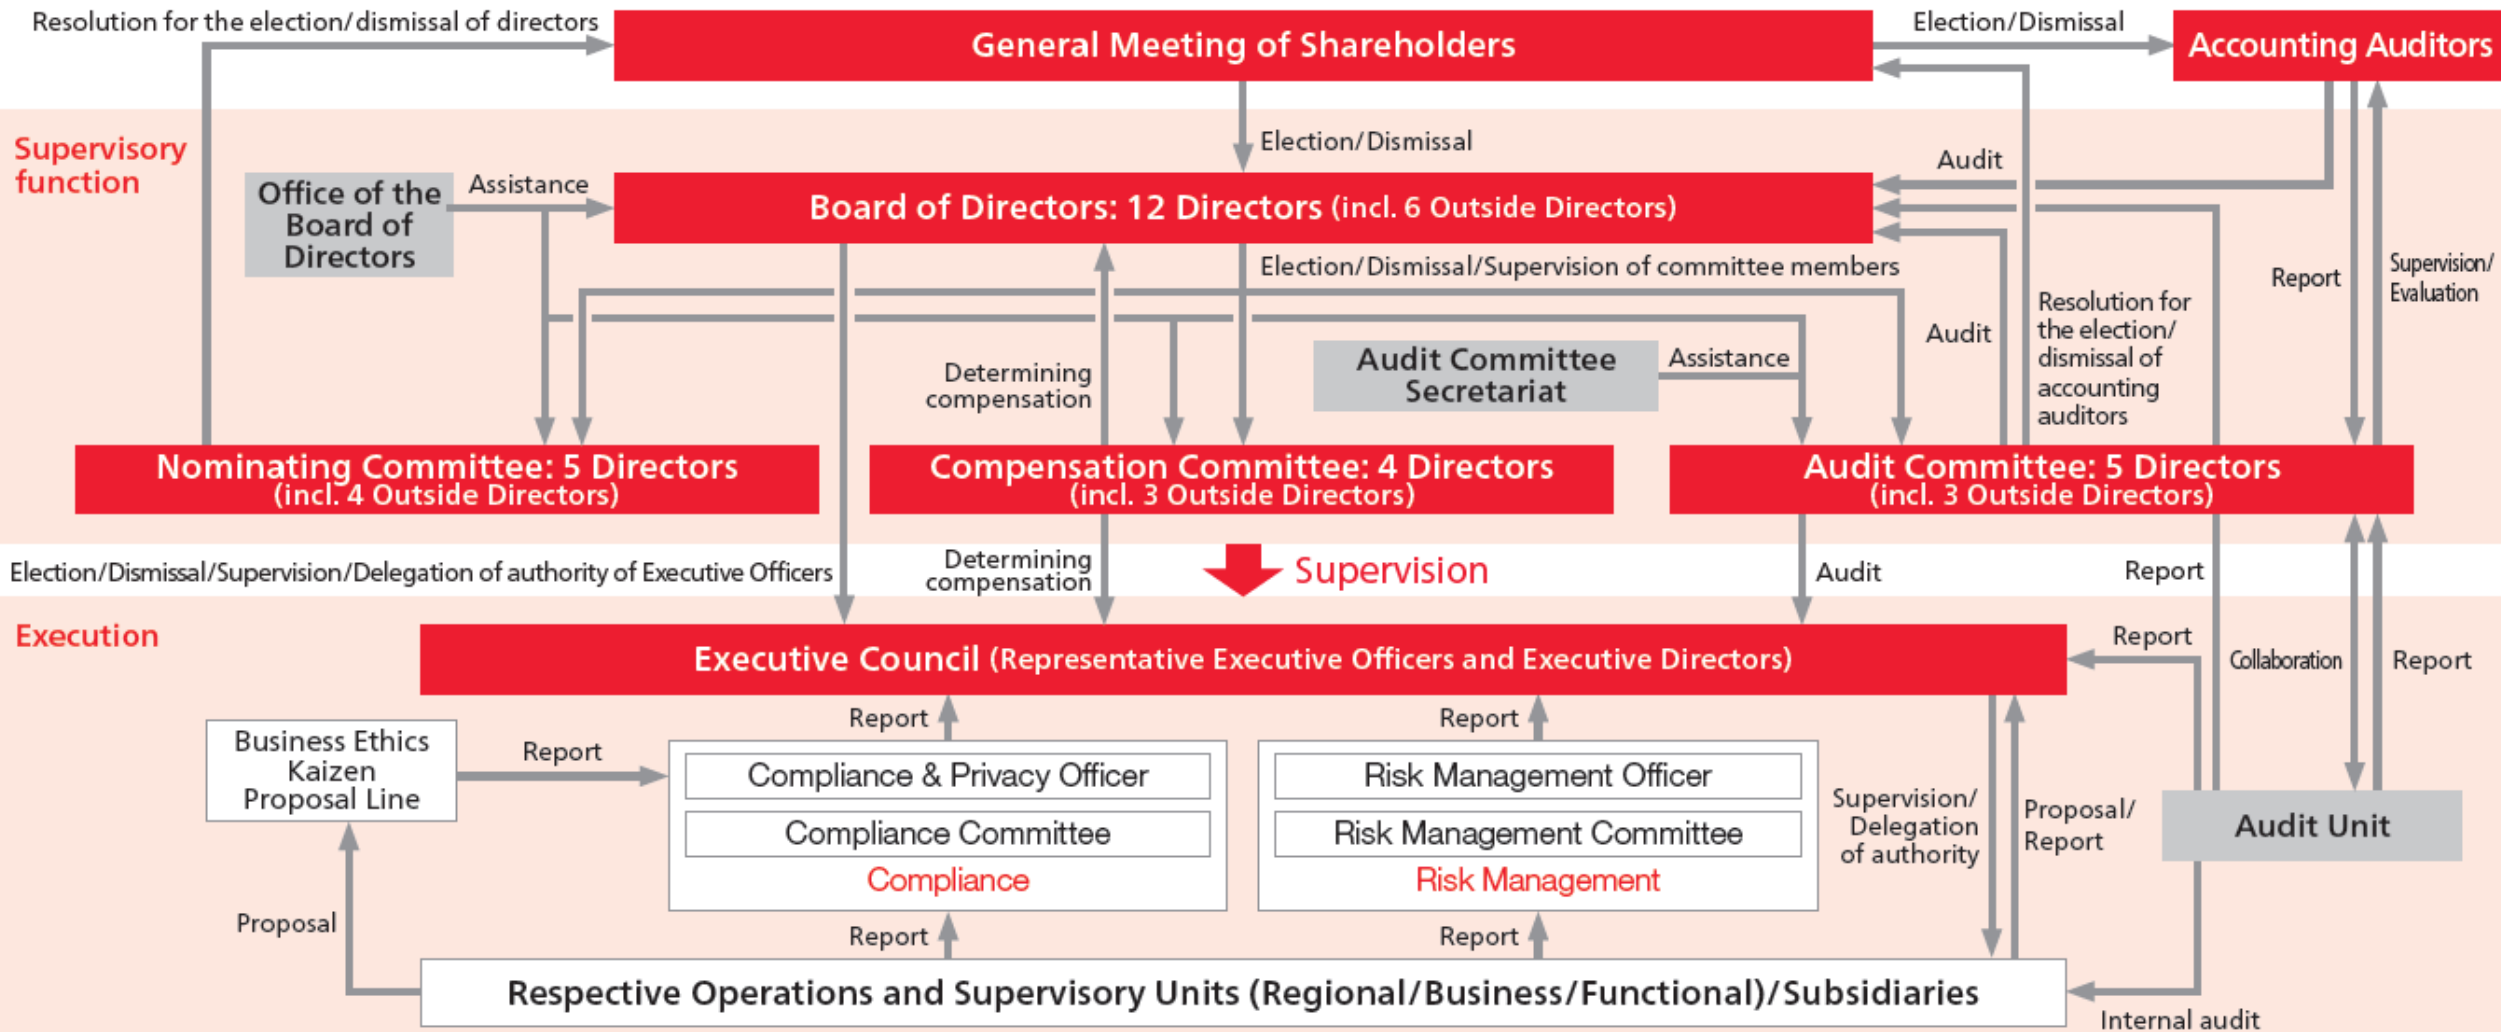 Resolution for the election/dismissal of directors
General Meeting of Shareholders
Election/Dismissal
Accounting Auditors
Supervisory
function
Election/Dismissal
Office of the
Board of
Directors
Assistance
Board of Directors: 12 Directors (incl. 6 Outside Directors)
Audit
Election/Dismissal/Supervision of committee members
Report
Supervision/
Evaluation
Determining
compensation
Audit Committee
Secretariat
Assistance
Audit
Resolution for
the election/
dismissal of
accounting
auditors
Nominating Committee: 5 Directors
(incl. 4 Outside Directors)
Compensation Committee: 4 Directors
(incl. 3 Outside Directors)
Audit Committee: 5 Directors
(incl. 3 Outside Directors)
Election/Dismissal/Supervision/Delegation of authority of Executive Officers
Determining
compensation
Supervision
Audit
Report
Execution
Executive Council (Representative Executive Officers and Executive Directors)
Report
Collaboration
Report
Business Ethics
Kaizen
Proposal Line
Report
Report
Compliance & Privacy Officer
Compliance Committee
Compliance
Report
Risk Management Officer
Risk Management Committee
Risk Management
Supervision/
Delegation
of authority
Proposal/
Report
Audit Unit
Proposal
Report
Report
Respective Operations and Supervisory Units (Regional/Business/Functional)/Subsidiaries
Internal audit